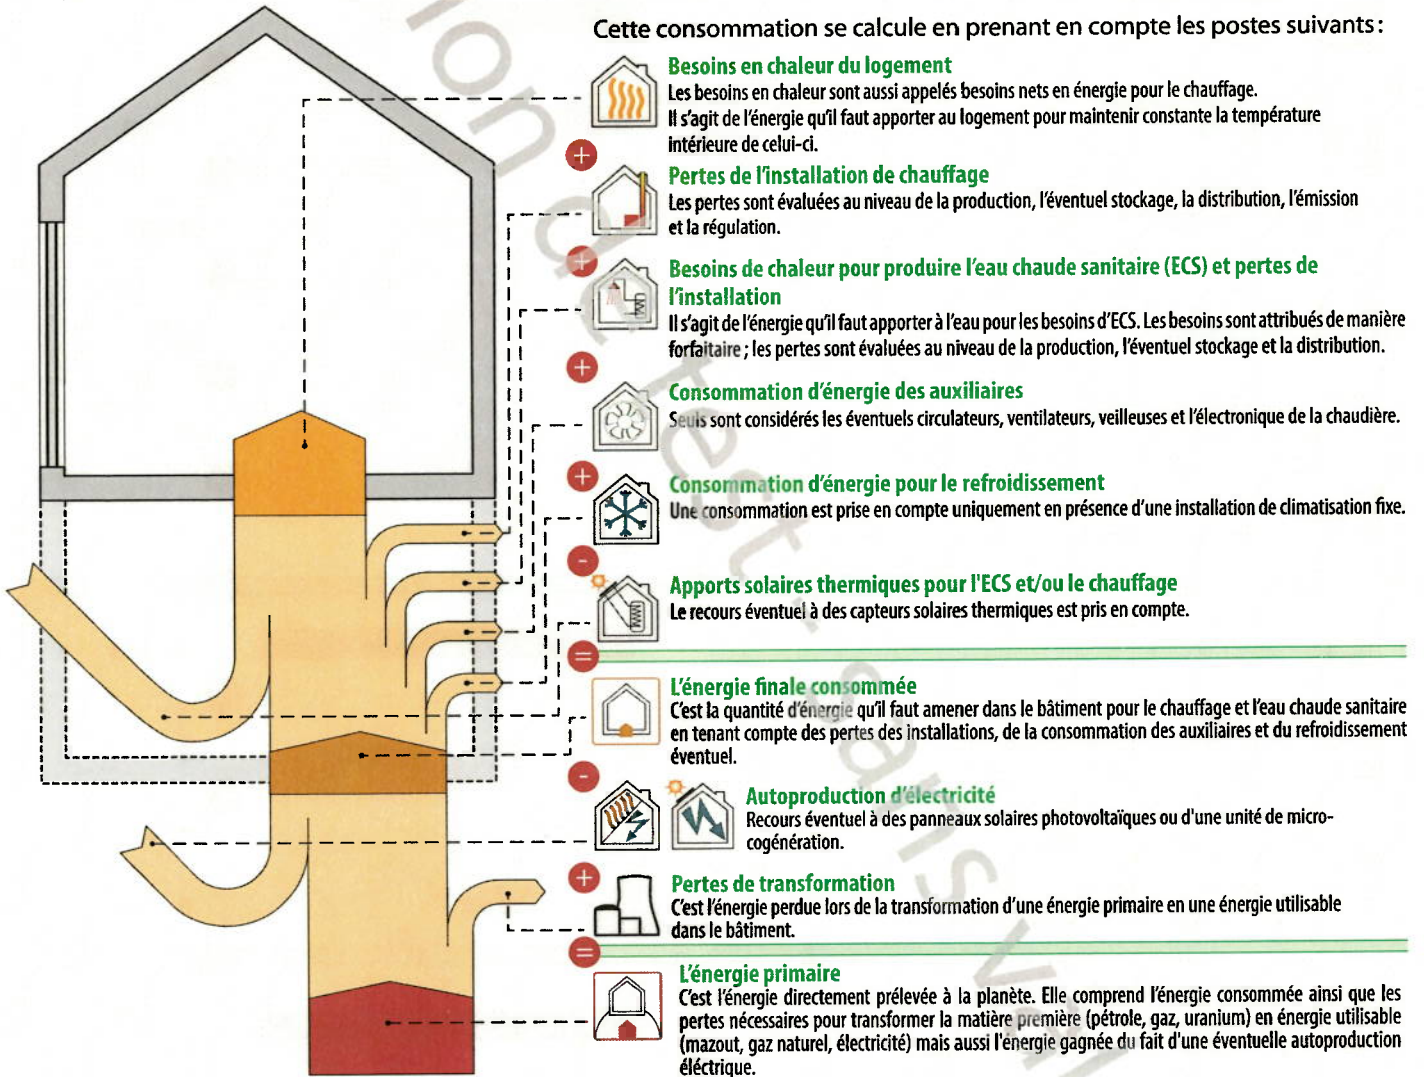 Cette consommation se calcule en prenant en compte les postes suivants :
Besoins en chaleur du logement
Les besoins en chaleur sont aussi appelés besoins nets en énergie pour le chauffage.
Il s'agit de l'énergie qu'il faut apporter au logement pour maintenir constante la température
intérieure de celui-ci.
+
Pertes de l'installation de chauffage
Les pertes sont évaluées au niveau de la production, l'éventuel stockage, la distribution, l'émission
et la régulation.
+
Besoins de chaleur pour produire l'eau chaude sanitaire (ECS) et pertes de
l'installation
Il s'agit de l'énergie qu'il faut apporter à l'eau pour les besoins d'ECS. Les besoins sont attribués de manière
forfaitaire ; les pertes sont évaluées au niveau de la production, l'éventuel stockage et la distribution.
+
Consommation d'énergie des auxiliaires
Seuls sont considérés les éventuels circulateurs, ventilateurs, veilleuses et l'électronique de la chaudière.
+
Consommation d'énergie pour le refroidissement
Une consommation est prise en compte uniquement en présence d'une installation de climatisation fixe.
-
Apports solaires thermiques pour l'ECS et/ou le chauffage
Le recours éventuel à des capteurs solaires thermiques est pris en compte.
=
L'énergie finale consommée
C'est la quantité d'énergie qu'il faut amener dans le bâtiment pour le chauffage et l'eau chaude sanitaire
en tenant compte des pertes des installations, de la consommation des auxiliaires et du refroidissement
éventuel.
-
Autoproduction d'électricité
Recours éventuel à des panneaux solaires photovoltaïques ou d'une unité de micro-
cogénération.
+
Pertes de transformation
C'est l'énergie perdue lors de la transformation d'une énergie primaire en une énergie utilisable
dans le bâtiment.
=
L'énergie primaire
C'est l'énergie directement prélevée à la planète. Elle comprend l'énergie consommée ainsi que les
pertes nécessaires pour transformer la matière première (pétrole, gaz, uranium) en énergie utilisable
(mazout, gaz naturel, électricité) mais aussi l'énergie gagnée du fait d'une éventuelle autoproduction
éléctrique.
ion de test - sans val